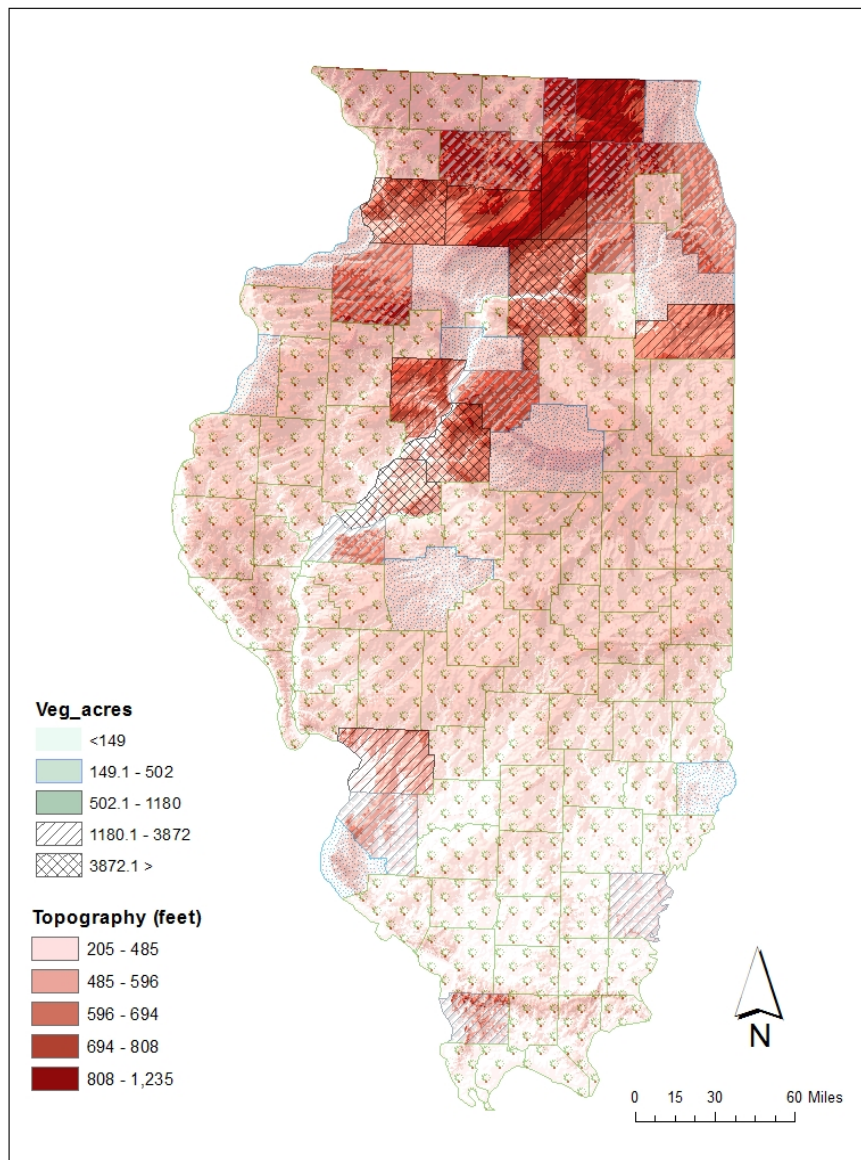 Veg_acres
<149
149.1 - 502
502.1 - 1180
1180.1 - 3872
3872.1 >
Topography (feet)
205 - 485
485 - 596
596 - 694
694 - 808
808 - 1,235
N
0 15 30 60 Miles